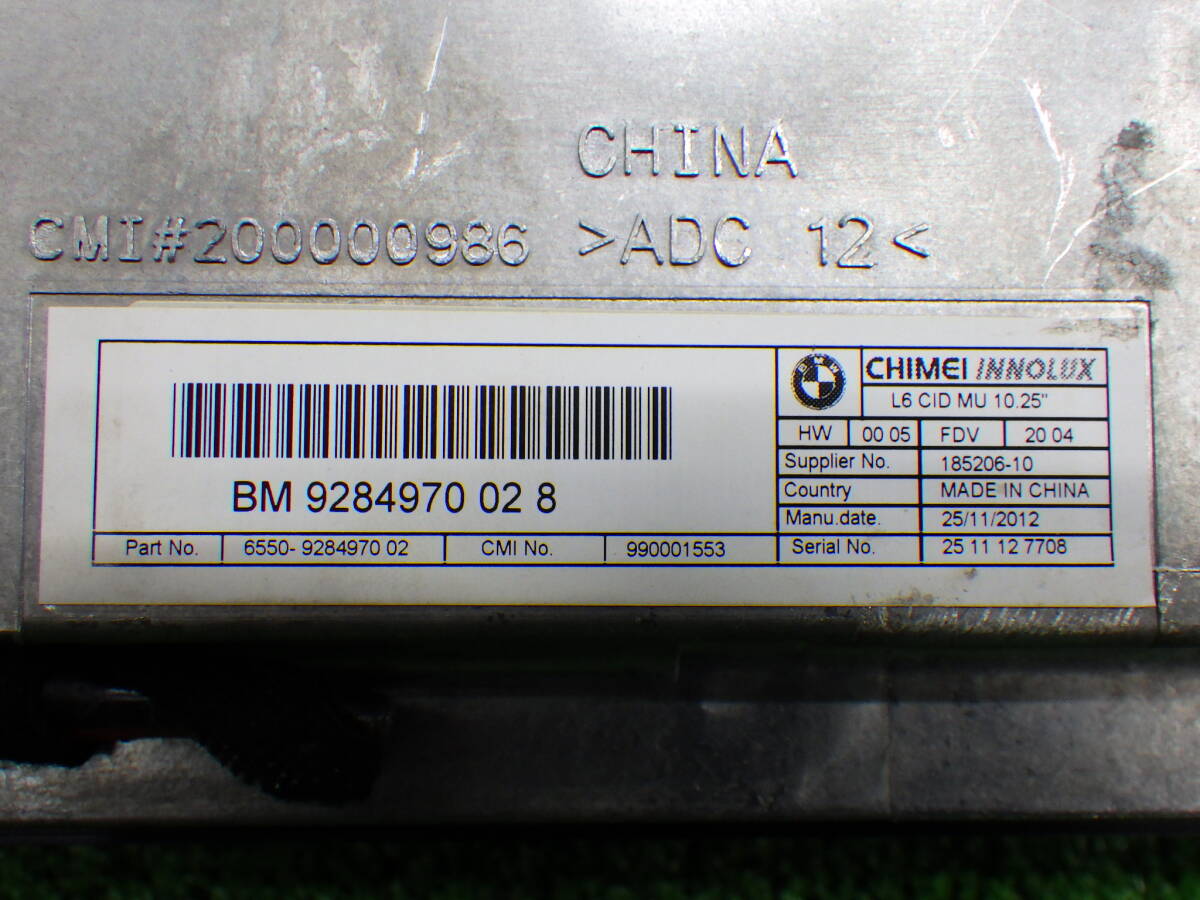 CHINA
CMI#200000986 >ADC 12<
BMW
CHIMEI INNOLUX
L6 CID MU 10.25"
HW 00 05 FDV 20 04
Supplier No. 185206-10
Country MADE IN CHINA
Manu.date. 25/11/2012
Serial No. 25 11 12 7708
BM 9284970 02 8
Part No. 6550- 9284970 02 CMI No. 990001553